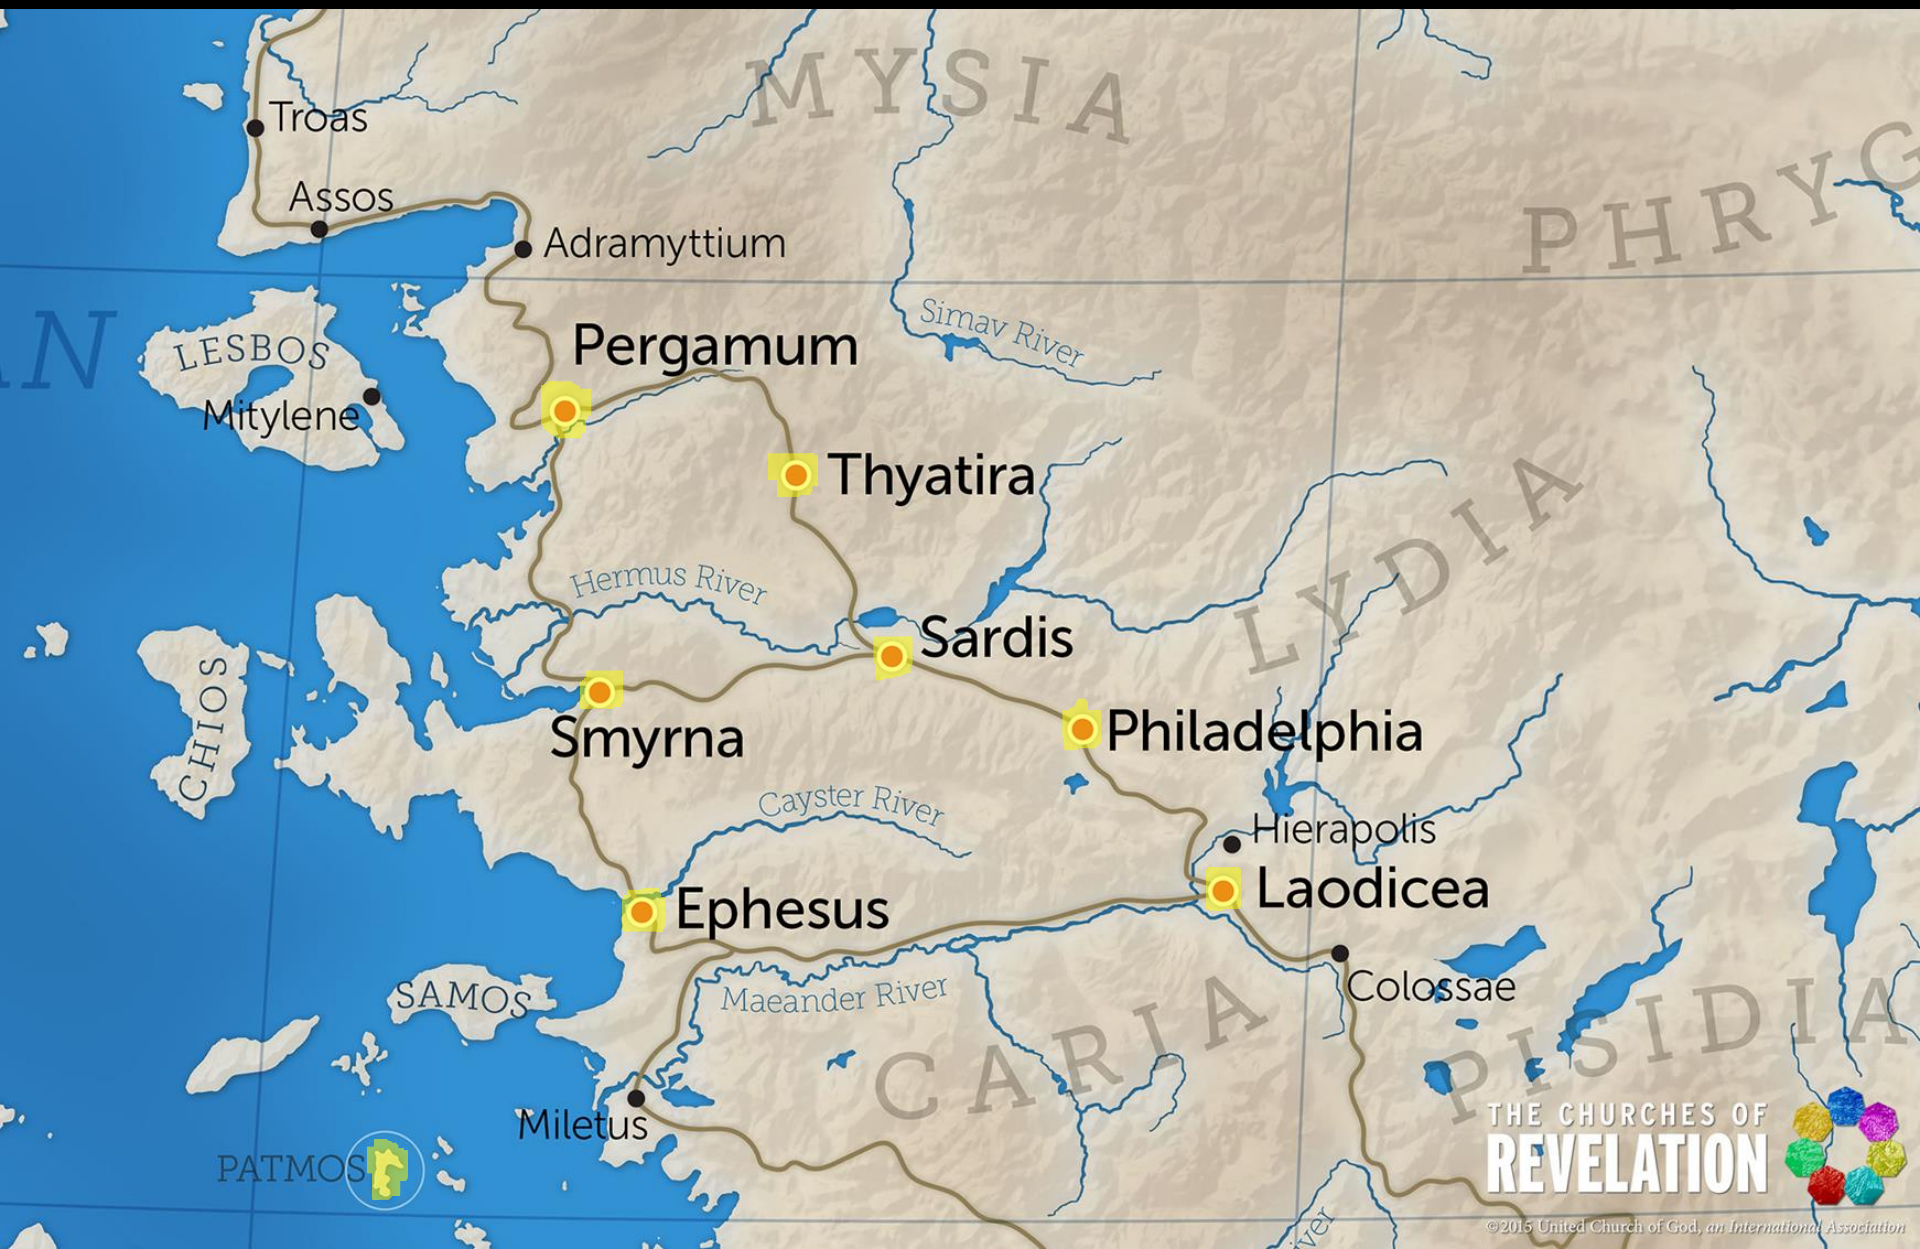 MYSIA
PHRYG
Troas
Assos
Adramyttium
AN
LESBOS
Mitylene
Simav River
Pergamum
Thyatira
LYDIA
Hermus River
Sardis
CHIOS
Smyrna
Philadelphia
Cayster River
Hierapolis
Laodicea
Ephesus
SAMOS
Maeander River
Colossae
CARIA
PISIDIA
Miletus
PATMOS
THE CHURCHES OF
REVELATION
©2015 United Church of God, an International Association